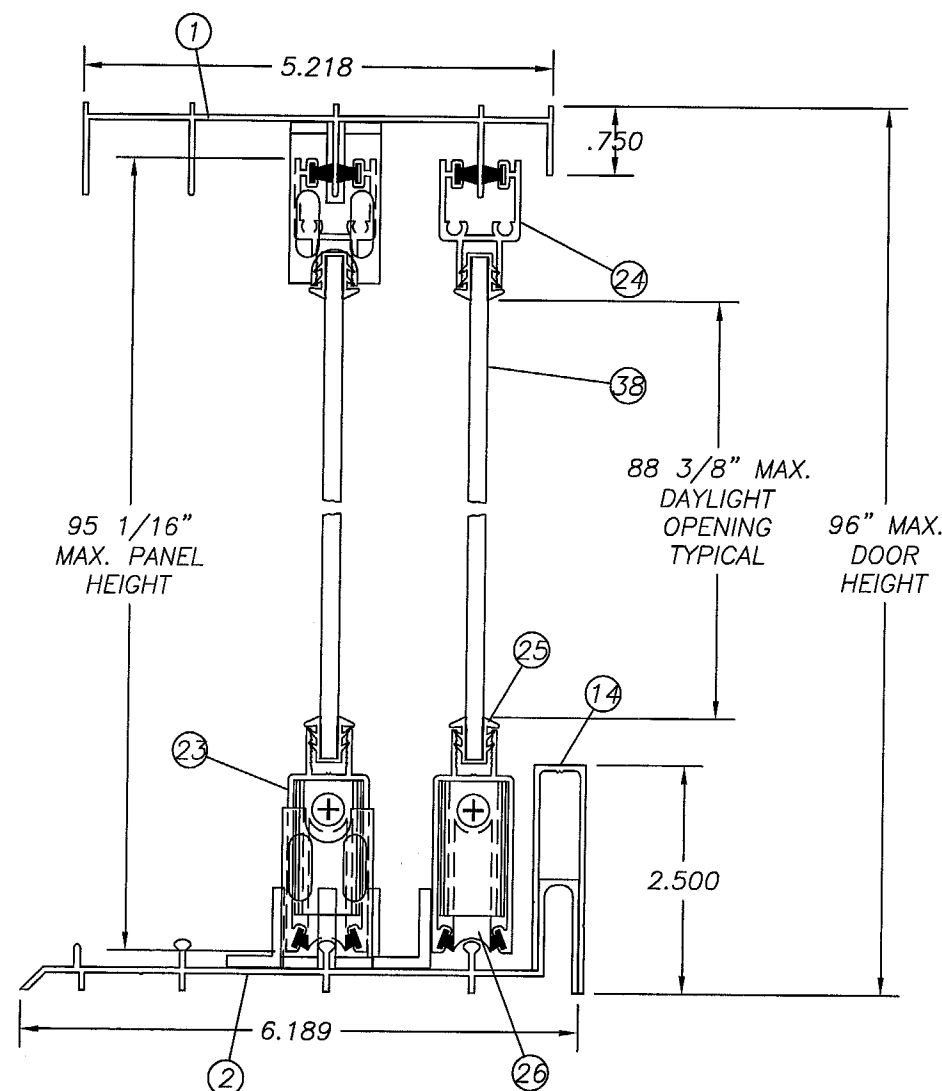 1
5.218
.750
24
38
88 3/8" MAX.
DAYLIGHT
OPENING
TYPICAL
95 1/16"
MAX. PANEL
HEIGHT
96" MAX.
DOOR
HEIGHT
25
14
23
2.500
6.189
2
26